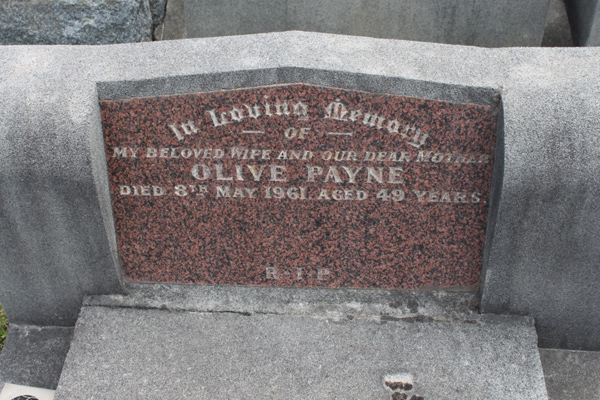 In Loving Memory
— OF —
MY BELOVED WIFE AND OUR DEAR MOTHER
OLIVE PAYNE
DIED 8TH MAY 1961. AGED 49 YEARS.
R·I·P